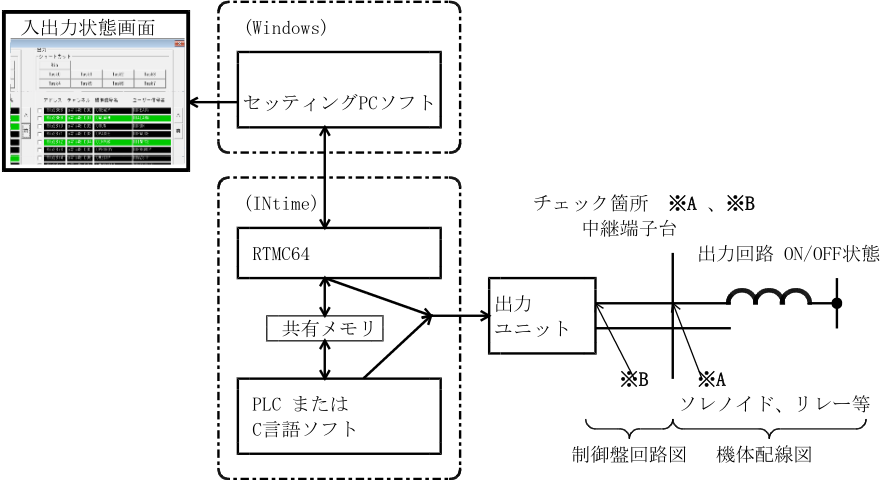 入出力状態画面
出力
(Windows)
セッティングPCソフト
(INtime)
RTMC64
共有メモリ
PLC または
C言語ソフト
出力
ユニット
チェック箇所 ※A 、※B
中継端子台
出力回路 ON/OFF状態
※B
※A
ソレノイド、リレー等
制御盤回路図
機体配線図